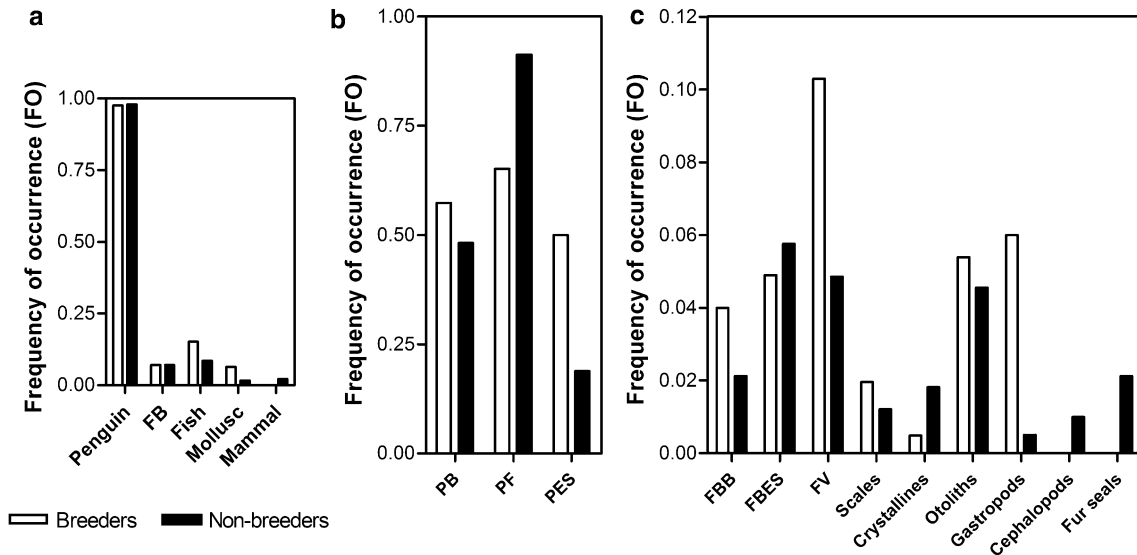 a
Frequency of occurrence (FO)
1.00
0.75
0.50
0.25
0.00
Penguin
FB
Fish
Mollusc
Mammal
b
Frequency of occurrence (FO)
1.00
0.75
0.50
0.25
0.00
PB
PF
PES
c
Frequency of occurrence (FO)
0.12
0.10
0.08
0.06
0.04
0.02
0.00
FBB
FBES
FV
Scales
Crystallines
Otoliths
Gastropods
Cephalopods
Fur seals
Breeders
Non-breeders